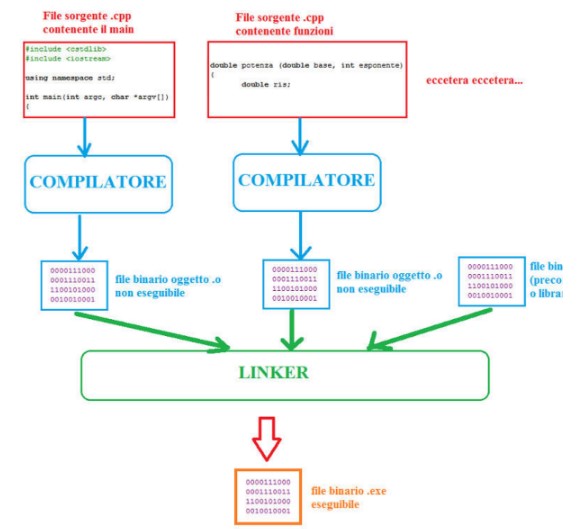 File sorgente .cpp
contenente il main
File sorgente .cpp
contenente funzioni
#include <cstdlib>
#include <iostream>
using namespace std;
int main(int argc, char *argv[])
{
double potenza (double base, int esponente)
{
double ris;
eccetera eccetera...
COMPILATORE
COMPILATORE
0000111000
0001110011
1100101000
0010010001
file binario oggetto .o
non eseguibile
0000111000
0001110011
1100101000
0010010001
file binario oggetto .o
non eseguibile
0000111000
0001110011
1100101000
0010010001
file bin
(preco
o libra
LINKER
0000111000
0001110011
1100101000
0010010001
file binario .exe
eseguibile